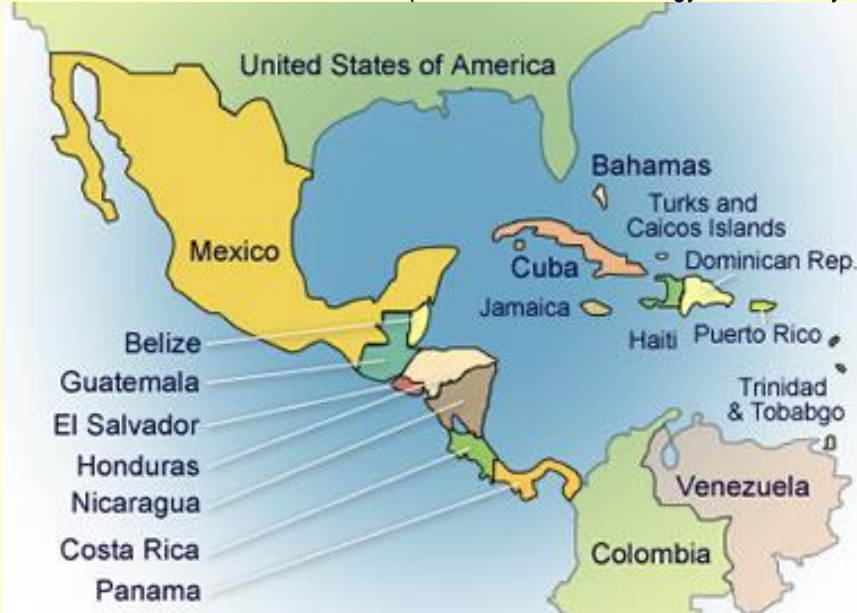 United States of America
Bahamas
Turks and
Caicos Islands
Mexico
Cuba
Dominican Rep.
Jamaica
Haiti
Puerto Rico
Belize
Guatemala
Trinidad
& Tobabgo
El Salvador
Honduras
Nicaragua
Venezuela
Costa Rica
Colombia
Panama